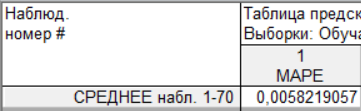 Наблюд.
номер #
Таблица предск
Выборки: Обуча
1
MAPE
СРЕДНЕЕ набл. 1-70
0,0058219057